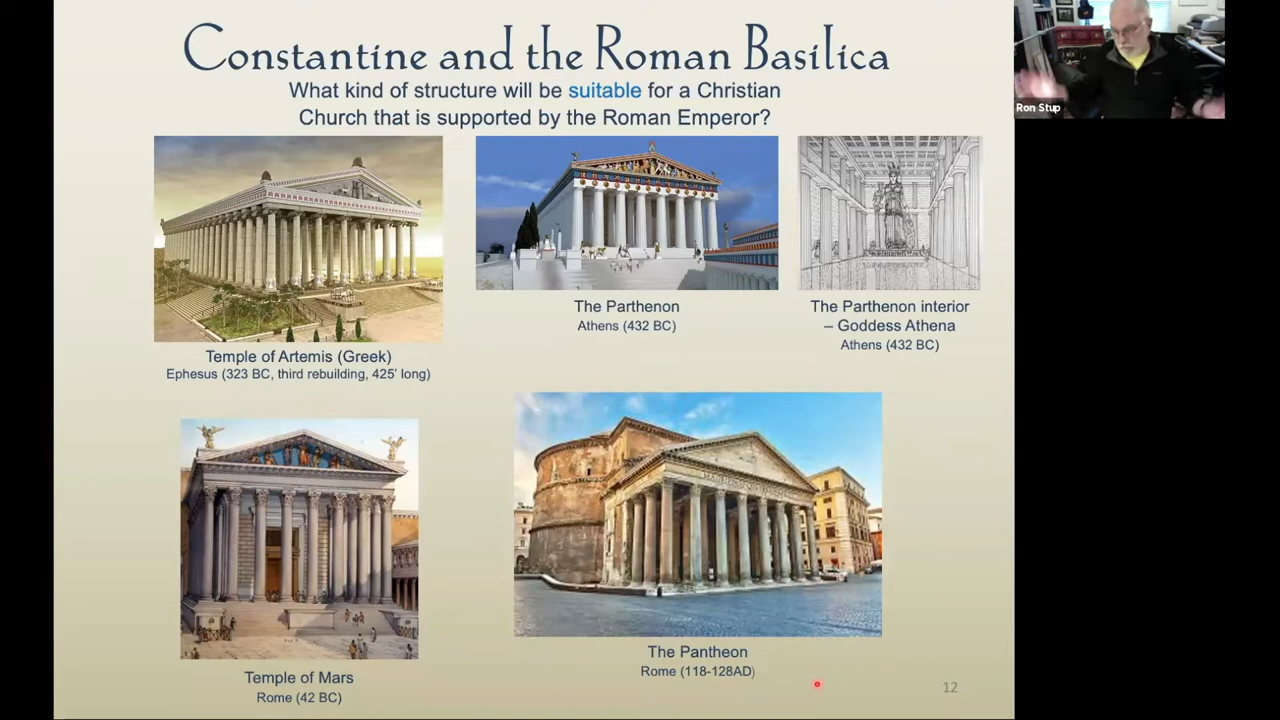 Constantine and the Roman Basilica
What kind of structure will be suitable for a Christian
Church that is supported by the Roman Emperor?
Ron Stup
The Parthenon
Athens (432 BC)
The Parthenon interior
– Goddess Athena
Athens (432 BC)
Temple of Artemis (Greek)
Ephesus (323 BC, third rebuilding, 425' long)
Temple of Mars
Rome (42 BC)
The Pantheon
Rome (118-128AD)
12